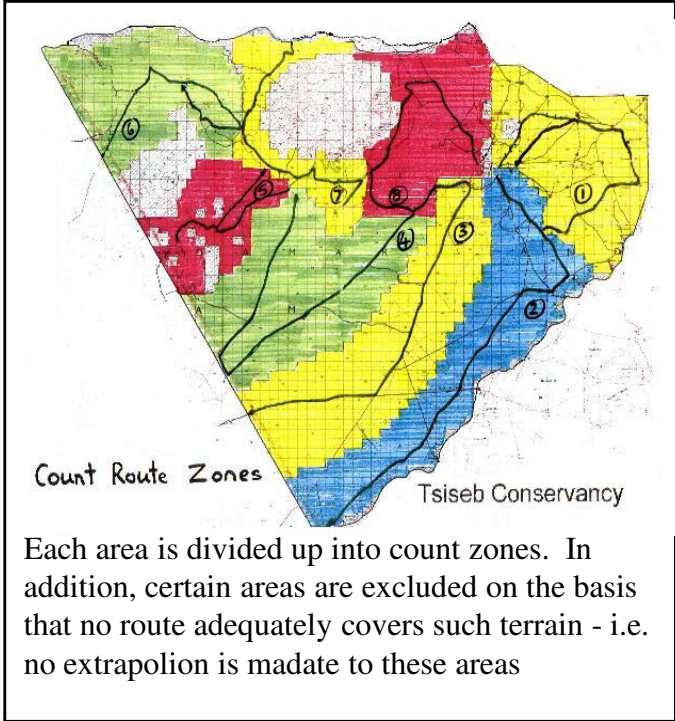 ⑥
⑤
⑦
⑧
①
④
③
②
Count Route Zones
Tsiseb Conservancy
Each area is divided up into count zones. In
addition, certain areas are excluded on the basis
that no route adequately covers such terrain - i.e.
no extrapolion is madate to these areas